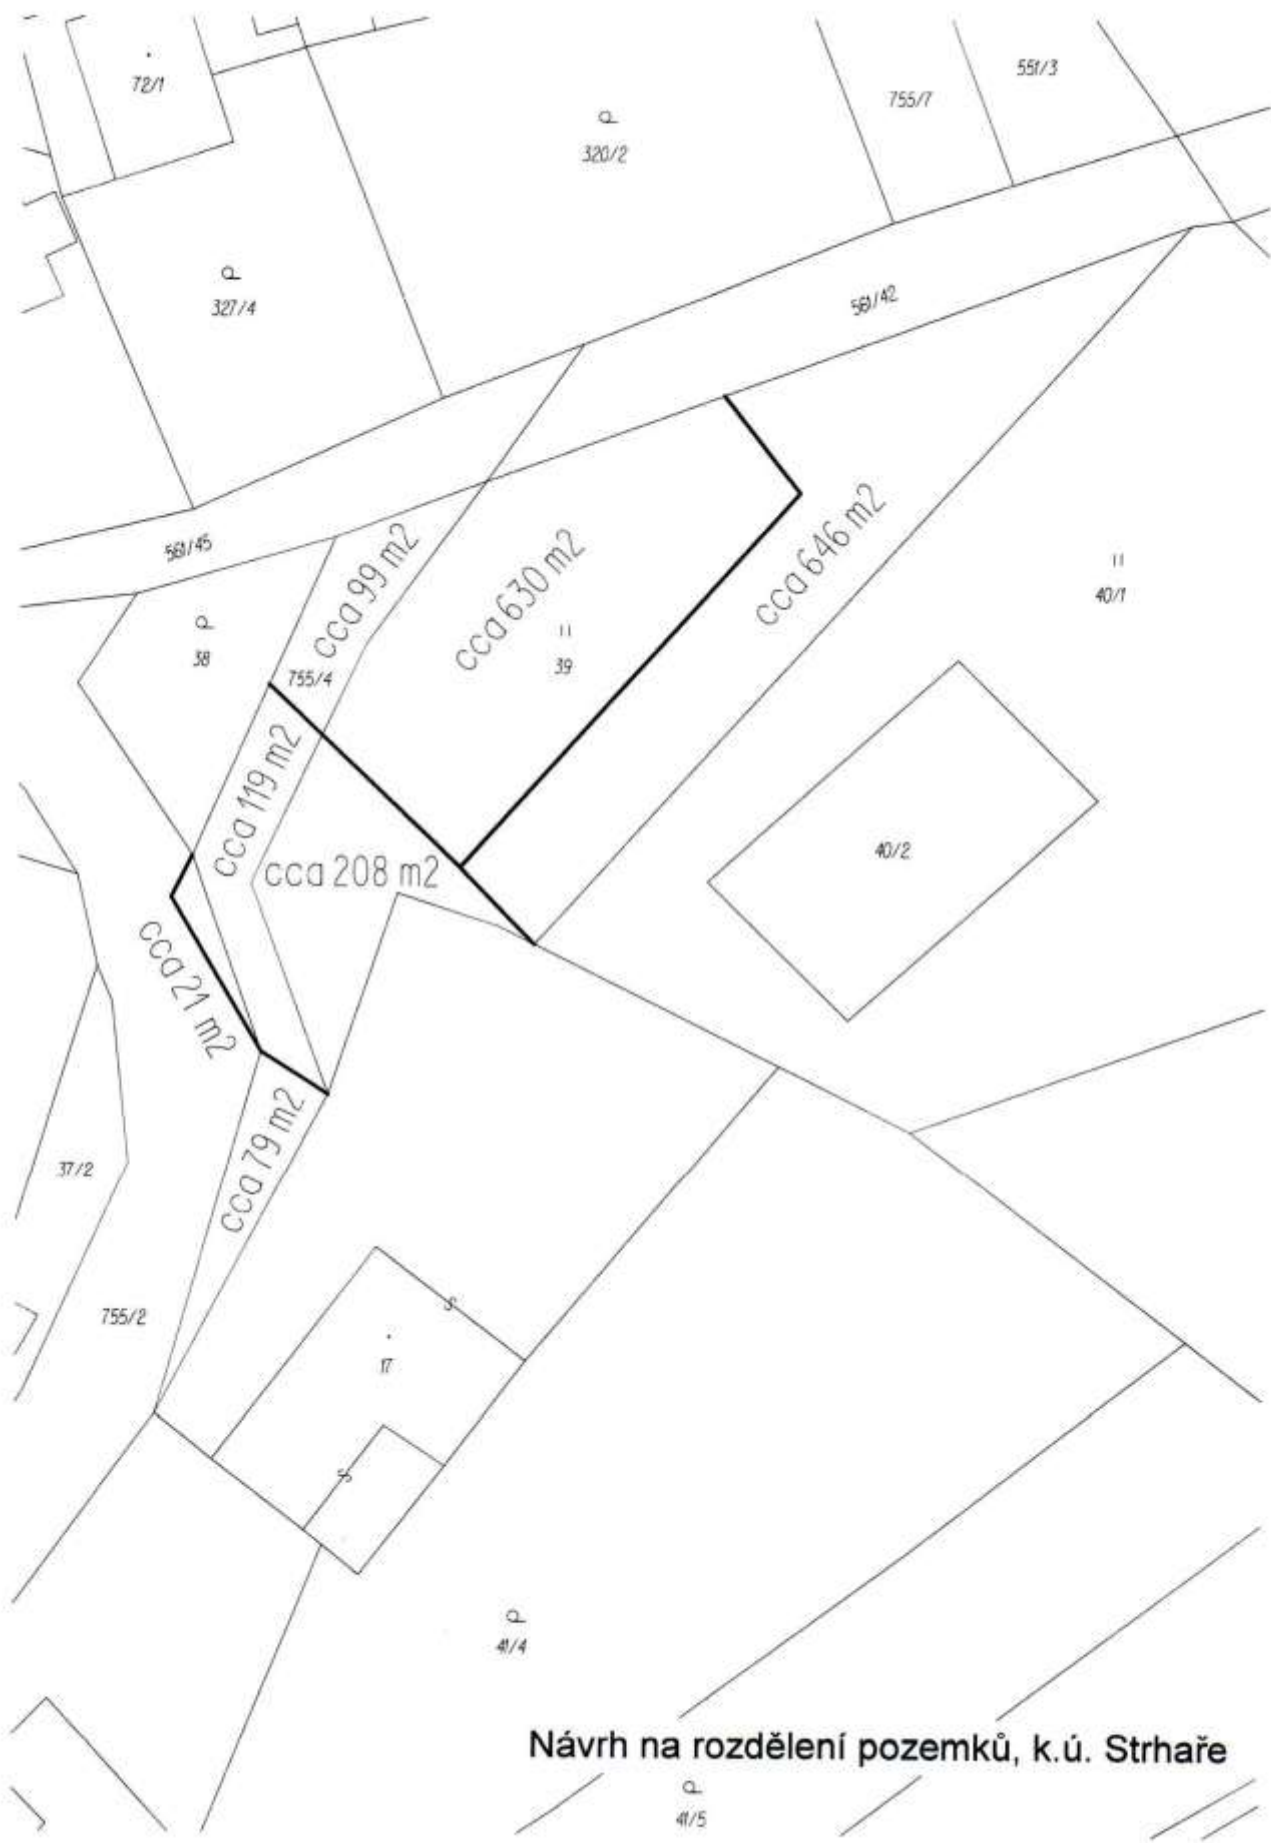 72/1
320/2
755/7
551/3
327/4
561/42
561/45
cca 99 m2
cca 630 m2
cca 646 m2
40/1
38
39
755/4
cca 119 m2
cca 208 m2
40/2
cca 21 m2
cca 79 m2
37/2
755/2
17
41/4
Návrh na rozdělení pozemků, k.ú. Strhaře
41/5